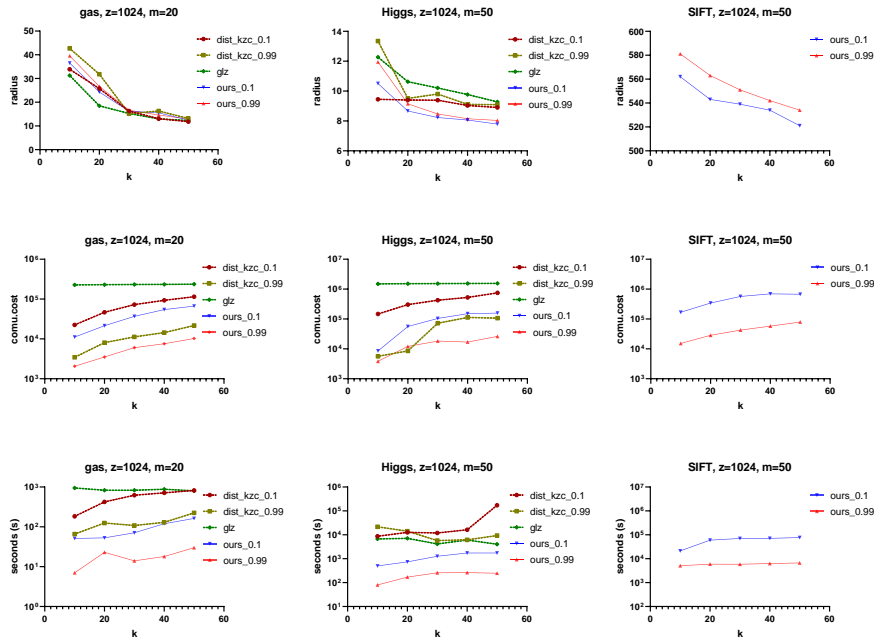 gas, z=1024, m=20
radius
50
40
30
20
10
0
0 20 40 60
k
dist_kzc_0.1
dist_kzc_0.99
glz
ours_0.1
ours_0.99
Higgs, z=1024, m=50
radius
14
12
10
8
6
0 20 40 60
k
dist_kzc_0.1
dist_kzc_0.99
glz
ours_0.1
ours_0.99
SIFT, z=1024, m=50
radius
600
580
560
540
520
500
0 20 40 60
k
ours_0.1
ours_0.99
gas, z=1024, m=20
comu.cost
10⁶
10⁵
10⁴
10³
0 20 40 60
k
dist_kzc_0.1
dist_kzc_0.99
glz
ours_0.1
ours_0.99
Higgs, z=1024, m=50
comu.cost
10⁷
10⁶
10⁵
10⁴
10³
0 20 40 60
k
dist_kzc_0.1
dist_kzc_0.99
glz
ours_0.1
ours_0.99
SIFT, z=1024, m=50
comu.cost
10⁷
10⁶
10⁵
10⁴
10³
0 20 40 60
k
ours_0.1
ours_0.99
gas, z=1024, m=20
seconds (s)
10³
10²
10¹
10⁰
0 20 40 60
k
dist_kzc_0.1
dist_kzc_0.99
glz
ours_0.1
ours_0.99
Higgs, z=1024, m=50
seconds (s)
10⁶
10⁵
10⁴
10³
10²
10¹
0 20 40 60
k
dist_kzc_0.1
dist_kzc_0.99
glz
ours_0.1
ours_0.99
SIFT, z=1024, m=50
seconds (s)
10⁷
10⁶
10⁵
10⁴
10³
10²
0 20 40 60
k
ours_0.1
ours_0.99